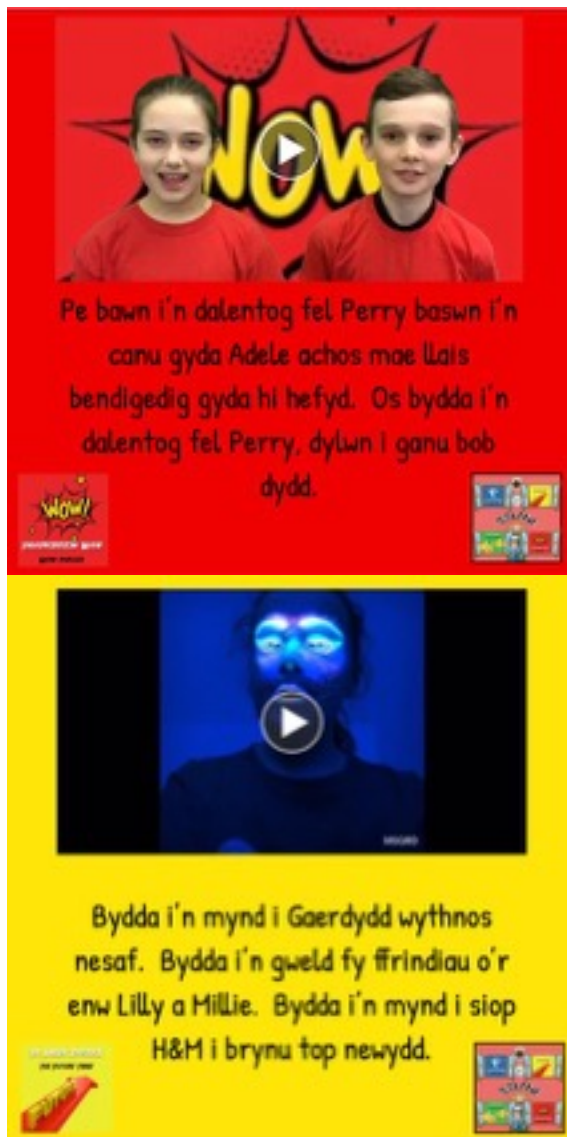 WOW
Pe bawn i'n dalentog fel Perry baswn i'n
canu gyda Adele achos mae llais
bendigedig gyda hi hefyd. Os bydda i'n
dalentog fel Perry, dylwn i ganu bob
dydd.
WOW!
Bydda i'n mynd i Gaerdydd wythnos
nesaf. Bydda i'n gweld fy ffrindiau o'r
enw Lilly a Millie. Bydda i'n mynd i siop
H&M i brynu top newydd.